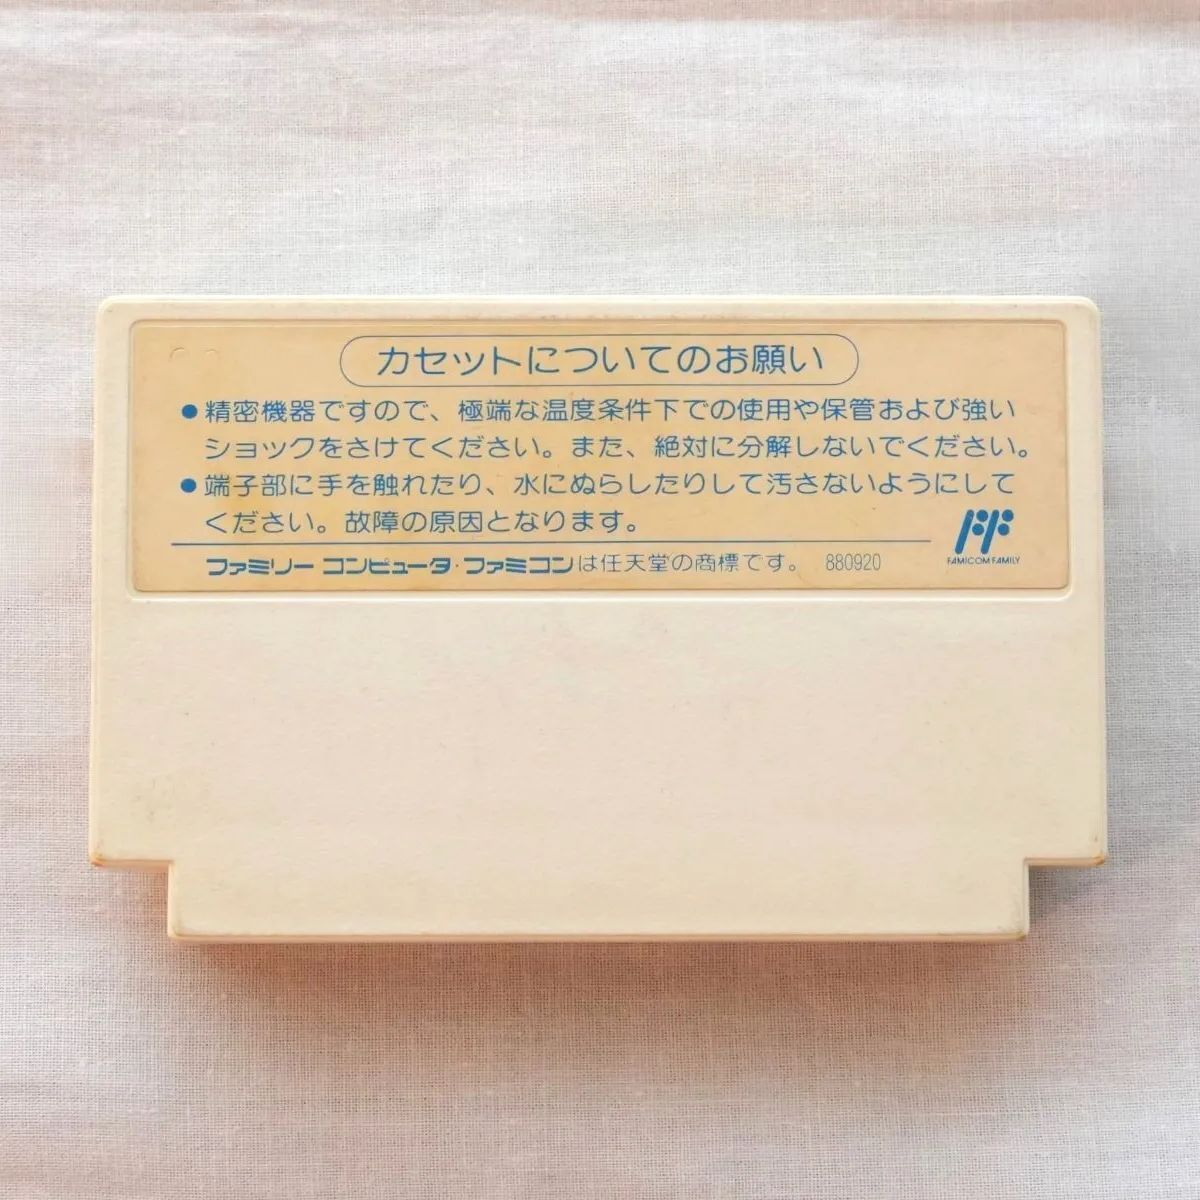 カセットについてのお願い
●精密機器ですので、極端な温度条件下での使用や保管および強い
ショックをさけてください。また、絶対に分解しないでください。
●端子部に手を触れたり、水にぬらしたりして汚さないようにして
ください。故障の原因となります。
ファミリー コンピュータ・ファミコンは任天堂の商標です。 880920
FAMICOM FAMILY